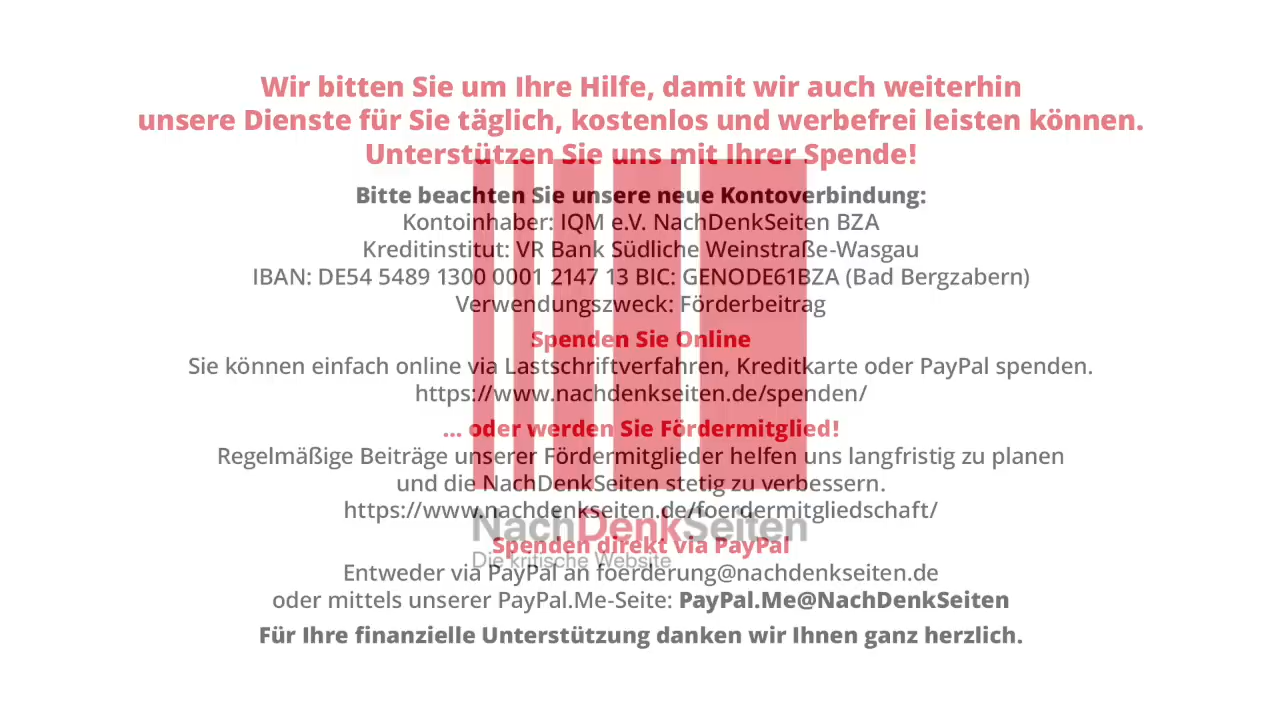 Wir bitten Sie um Ihre Hilfe, damit wir auch weiterhin
unsere Dienste für Sie täglich, kostenlos und werbefrei leisten können.
Unterstützen Sie uns mit Ihrer Spende!
Bitte beachten Sie unsere neue Kontoverbindung:
Kontoinhaber: IQM e.V. NachDenkSeiten BZA
Kreditinstitut: VR Bank Südliche Weinstraße-Wasgau
IBAN: DE54 5489 1300 0001 2147 13 BIC: GENODE61BZA (Bad Bergzabern)
Verwendungszweck: Förderbeitrag
Spenden Sie Online
Sie können einfach online via Lastschriftverfahren, Kreditkarte oder PayPal spenden.
https://www.nachdenkseiten.de/spenden/
... oder werden Sie Fördermitglied!
Regelmäßige Beiträge unserer Fördermitglieder helfen uns langfristig zu planen
und die NachDenkSeiten stetig zu verbessern.
https://www.nachdenkseiten.de/foerdermitgliedschaft/
NachDenkSeiten
Spenden direkt via PayPal
Die kritische Website
Entweder via PayPal an foerderung@nachdenkseiten.de
oder mittels unserer PayPal.Me-Seite: PayPal.Me@NachDenkSeiten
Für Ihre finanzielle Unterstützung danken wir Ihnen ganz herzlich.